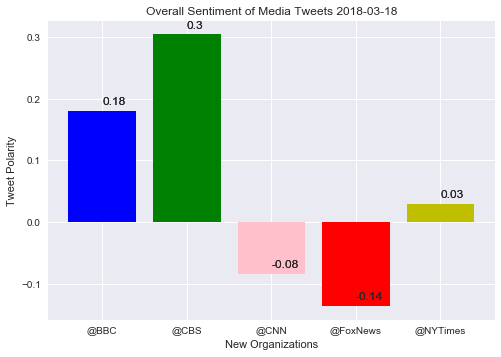 Overall Sentiment of Media Tweets 2018-03-18
Tweet Polarity
0.3
0.2
0.1
0.0
−0.1
0.18
0.3
-0.08
-0.14
0.03
@BBC
@CBS
@CNN
@FoxNews
@NYTimes
New Organizations